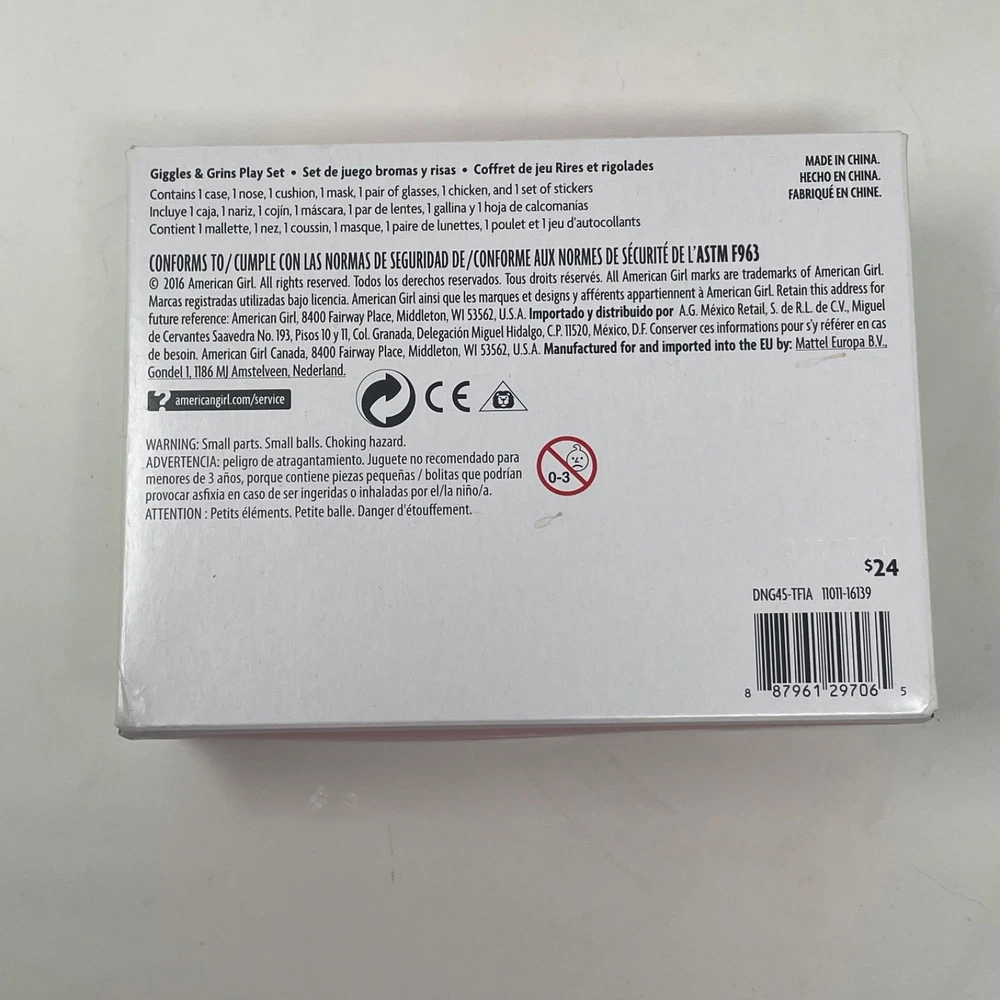 Giggles & Grins Play Set • Set de juego bromas y risas • Coffret de jeu Rires et rigolades
Contains 1 case, 1 nose, 1 cushion, 1 mask, 1 pair of glasses, 1 chicken, and 1 set of stickers
Incluye 1 caja, 1 nariz, 1 cojín, 1 máscara, 1 par de lentes, 1 gallina y 1 hoja de calcomanías
Contient 1 mallette, 1 nez, 1 coussin, 1 masque, 1 paire de lunettes, 1 poulet et 1 jeu d'autocollants
MADE IN CHINA.
HECHO EN CHINA.
FABRIQUÉ EN CHINE.
CONFORMS TO/ CUMPLE CON LAS NORMAS DE SEGURIDAD DE/CONFORME AUX NORMES DE SÉCURITÉ DE L'ASTM F963
© 2016 American Girl. All rights reserved. Todos los derechos reservados. Tous droits réservés. All American Girl marks are trademarks of American Girl.
Marcas registradas utilizadas bajo licencia. American Girl ainsi que les marques et designs y afférents appartiennent à American Girl. Retain this address for
future reference: American Girl, 8400 Fairway Place, Middleton, WI 53562, U.S.A. Importado y distribuido por A.G. México Retail, S. de R.L. de C.V., Miguel
de Cervantes Saavedra No. 193, Pisos 10 y 11, Col. Granada, Delegación Miguel Hidalgo, C.P. 11520, México, D.F. Conserver ces informations pour s'y référer en cas
de besoin. American Girl Canada, 8400 Fairway Place, Middleton, WI 53562, U.S.A. Manufactured for and imported into the EU by: Mattel Europa B.V.,
Gondel 1, 1186 MJ Amstelveen, Nederland.
? americangirl.com/service
CE
WARNING: Small parts. Small balls. Choking hazard.
ADVERTENCIA: peligro de atragantamiento. Juguete no recomendado para
menores de 3 años, porque contiene piezas pequeñas / bolitas que podrían
provocar asfixia en caso de ser ingeridas o inhaladas por el/la niño/a.
ATTENTION : Petits éléments. Petite balle. Danger d'étouffement.
0-3
$24
DNG45-TF1A 11011-16139
8 87961 29706 5